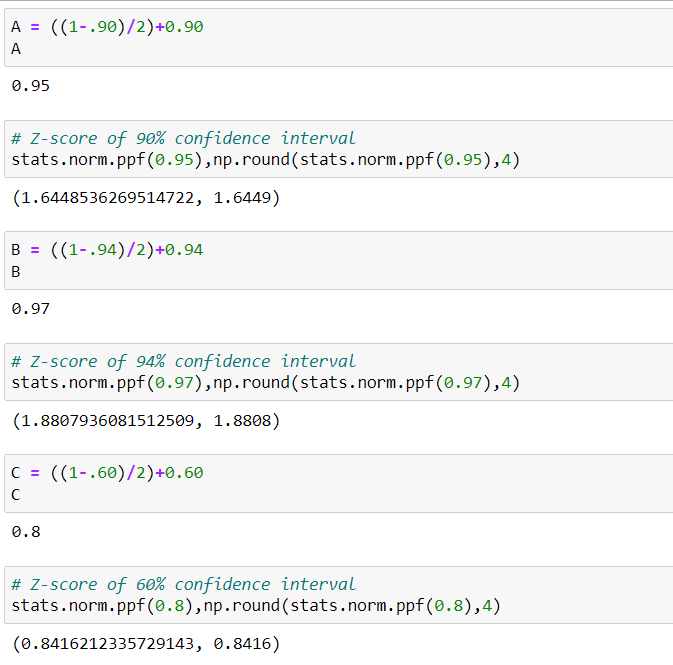 A = ((1-.90)/2)+0.90
A
0.95
# Z-score of 90% confidence interval
stats.norm.ppf(0.95),np.round(stats.norm.ppf(0.95),4)
(1.6448536269514722, 1.6449)
B = ((1-.94)/2)+0.94
B
0.97
# Z-score of 94% confidence interval
stats.norm.ppf(0.97),np.round(stats.norm.ppf(0.97),4)
(1.8807936081512509, 1.8808)
C = ((1-.60)/2)+0.60
C
0.8
# Z-score of 60% confidence interval
stats.norm.ppf(0.8),np.round(stats.norm.ppf(0.8),4)
(0.8416212335729143, 0.8416)